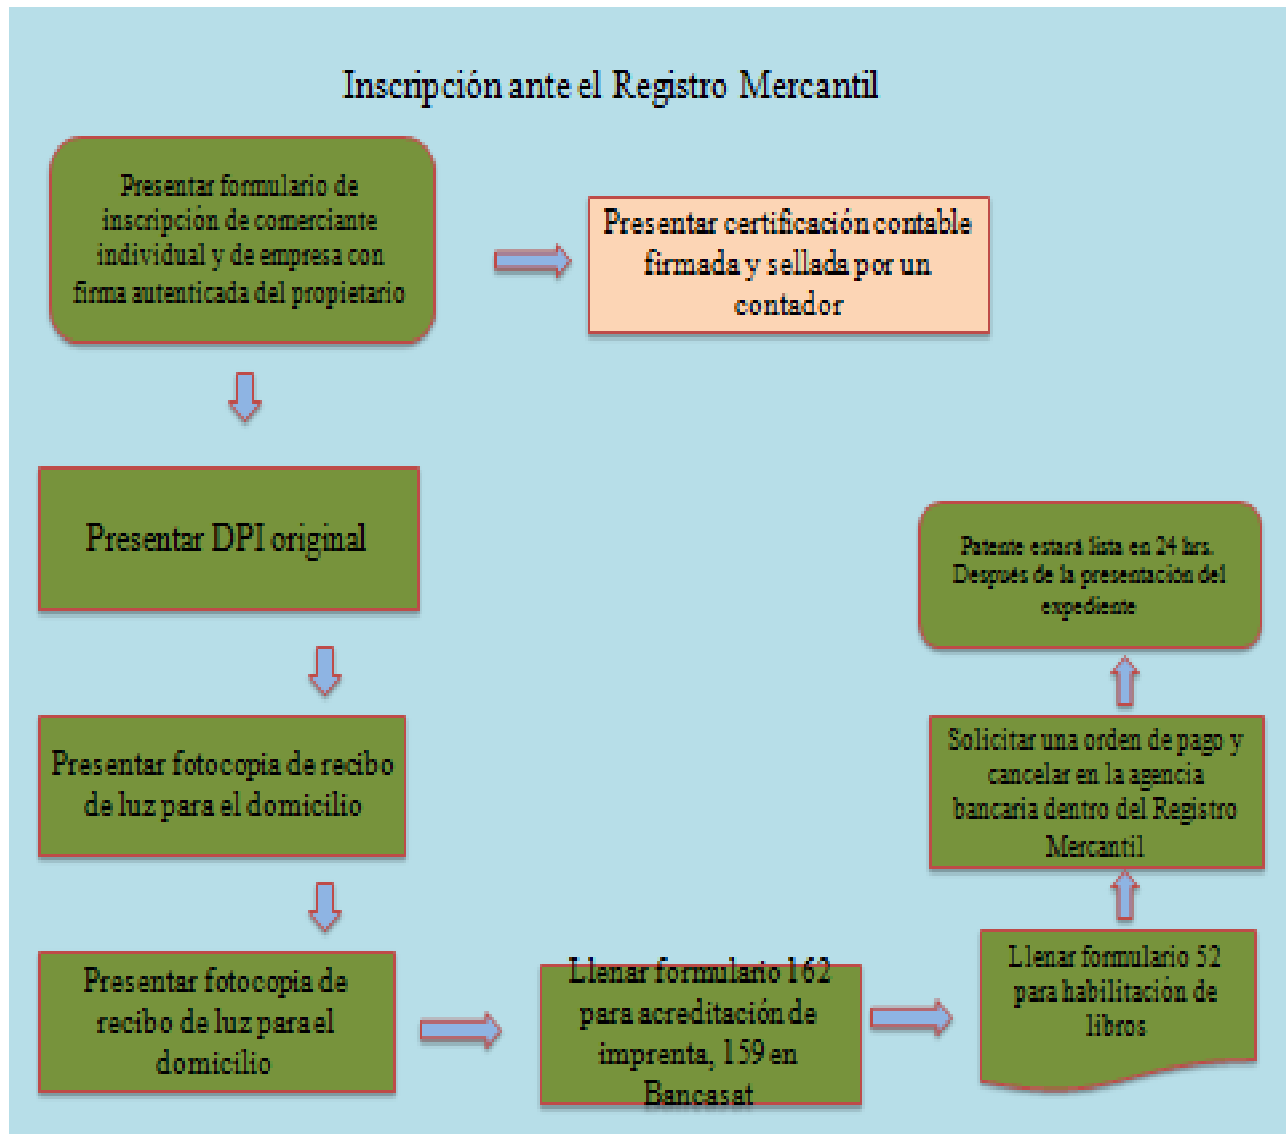 Inscripción ante el Registro Mercantil
Presentar formulario de
inscripción de comerciante
individual y de empresa con
firma autenticada del propietario
Presentar certificación contable
firmada y sellada por un
contador
Presentar DPI original
Presentar fotocopia de recibo
de luz para el domicilio
Presentar fotocopia de
recibo de luz para el
domicilio
Llenar formulario 162
para acreditación de
imprenta, 159 en
Bancasat
Llenar formulario 52
para habilitación de
libros
Solicitar una orden de pago y
cancelar en la agencia
bancaria dentro del Registro
Mercantil
Patente estará lista en 24 hrs.
Después de la presentación del
expediente